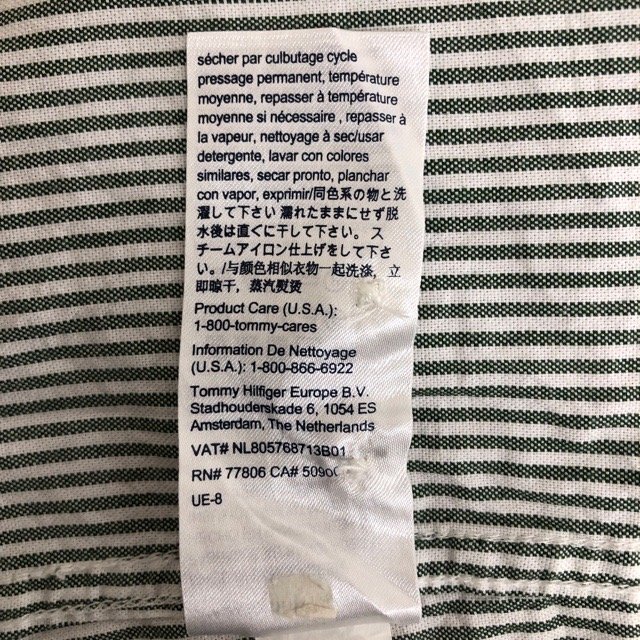 sécher par culbutage cycle
pressage permanent, température
moyenne, repasser à température
moyenne si nécessaire , repasser à
la vapeur, nettoyage à sec/usar
detergente, lavar con colores
similares, secar pronto, planchar
con vapor, exprimir/同色系の物と洗
濯して下さい 濡れたままにせず脱
水後は直ぐに干して下さい。 ス
チームアイロン仕上げをして下さ
い。/与颜色相似衣物一起洗涤, 立
即晾干, 蒸汽熨烫
Product Care (U.S.A.):
1-800-tommy-cares
Information De Nettoyage
(U.S.A.): 1-800-866-6922
Tommy Hilfiger Europe B.V.
Stadhouderskade 6, 1054 ES
Amsterdam, The Netherlands
VAT# NL805768713B01
RN# 77806 CA#
UE-8